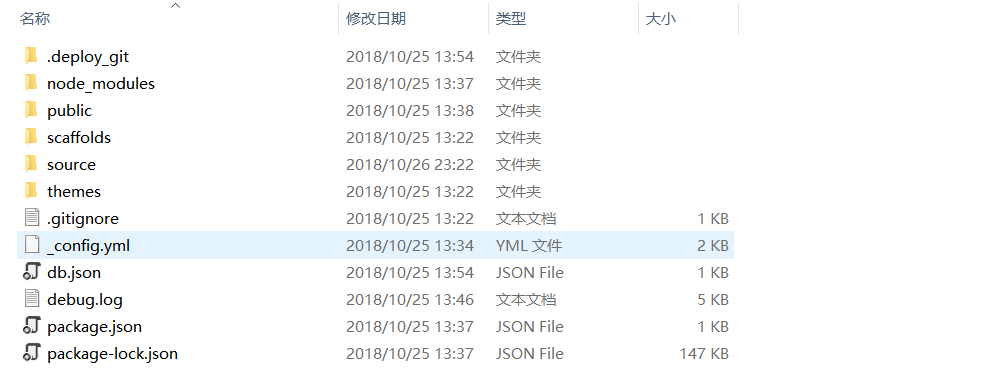 名称 修改日期 类型 大小
.deploy_git 2018/10/25 13:54 文件夹
node_modules 2018/10/25 13:37 文件夹
public 2018/10/25 13:38 文件夹
scaffolds 2018/10/25 13:22 文件夹
source 2018/10/26 23:22 文件夹
themes 2018/10/25 13:22 文件夹
.gitignore 2018/10/25 13:22 文本文档 1 KB
_config.yml 2018/10/25 13:34 YML 文件 2 KB
db.json 2018/10/25 13:54 JSON File 1 KB
debug.log 2018/10/25 13:46 文本文档 5 KB
package.json 2018/10/25 13:37 JSON File 1 KB
package-lock.json 2018/10/25 13:37 JSON File 147 KB